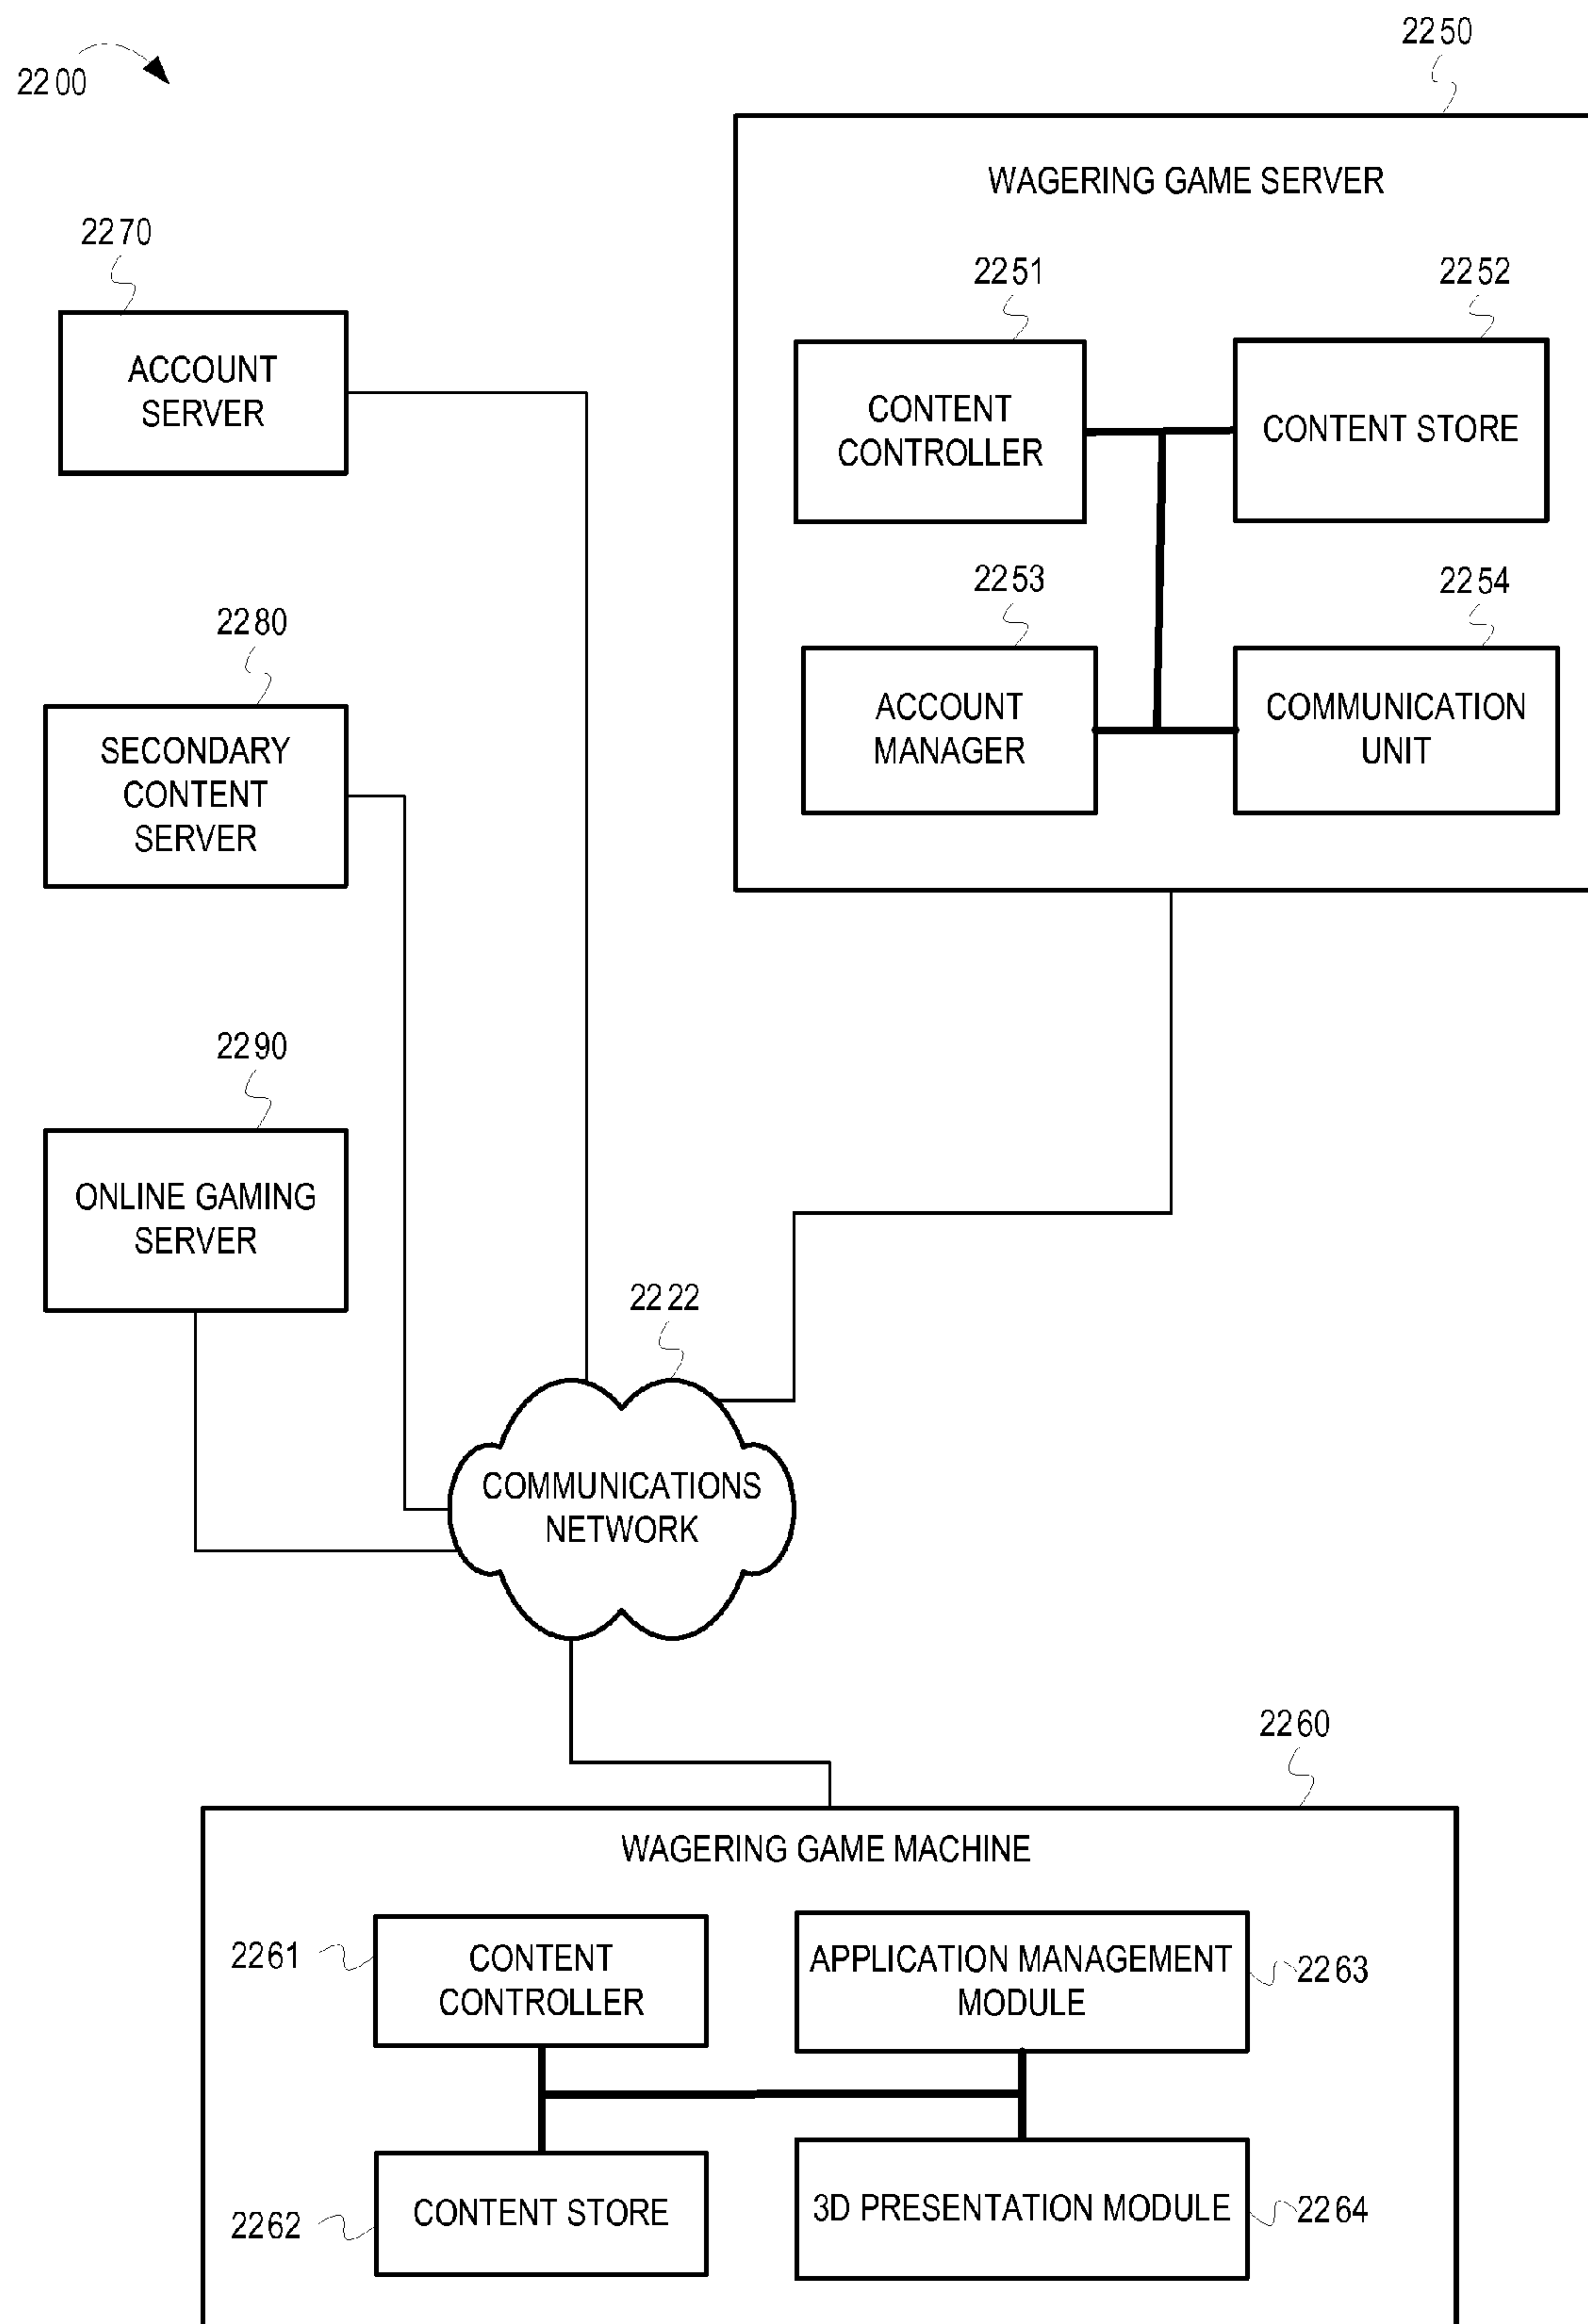 2200
2250
WAGERING GAME SERVER
2270
ACCOUNT
SERVER
2251
CONTENT
CONTROLLER
2252
CONTENT STORE
2253
ACCOUNT
MANAGER
2254
COMMUNICATION
UNIT
2280
SECONDARY
CONTENT
SERVER
2290
ONLINE GAMING
SERVER
2222
COMMUNICATIONS
NETWORK
2260
WAGERING GAME MACHINE
2261
CONTENT
CONTROLLER
APPLICATION MANAGEMENT
MODULE
2263
2262
CONTENT STORE
3D PRESENTATION MODULE
2264